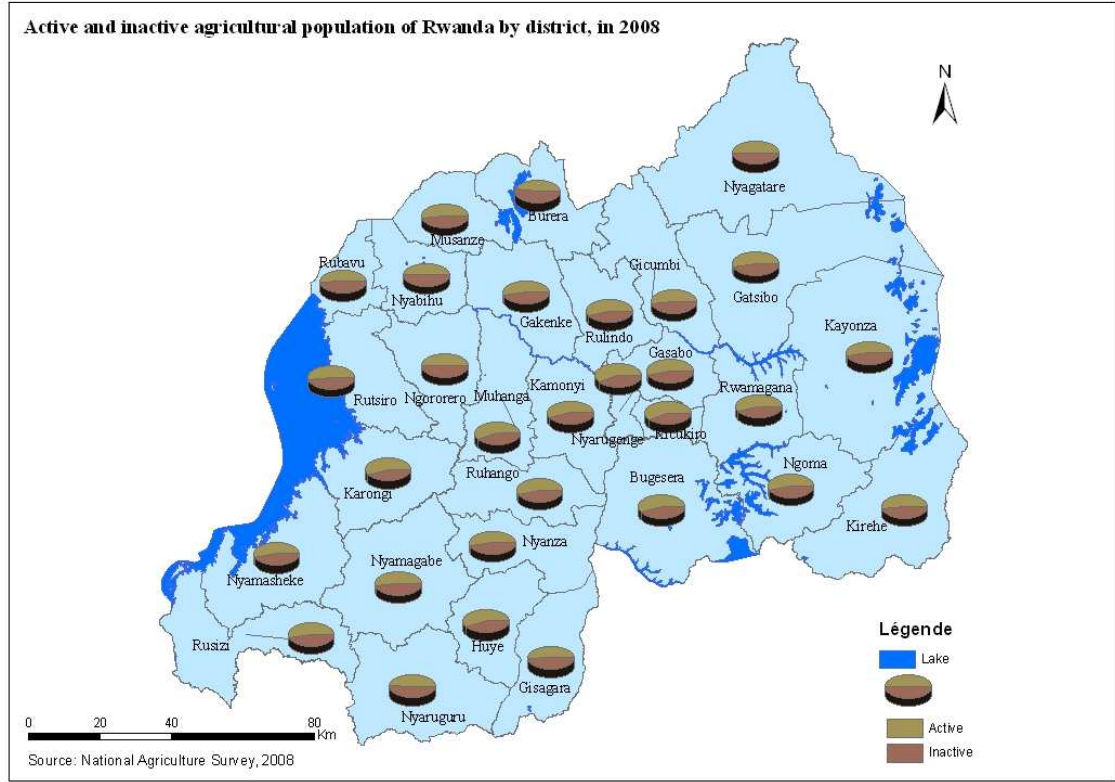 Active and inactive agricultural population of Rwanda by district, in 2008
N
Nyagatare
Burera
Musanze
Rubavu
Gicumbi
Nyabihu
Gatsibo
Gakenke
Kayonza
Rulindo
Gasabo
Kamonyi
Rwamagana
Rutsiro
Ngororero
Muhanga
Nyarugenge
Kicukiro
Ngoma
Ruhango
Bugesera
Karongi
Kirehe
Nyanza
Nyamagabe
Nyamasheke
Rusizi
Huye
Gisagara
Nyaruguru
Légende
Lake
Active
Inactive
0 20 40 80
Km
Source: National Agriculture Survey, 2008